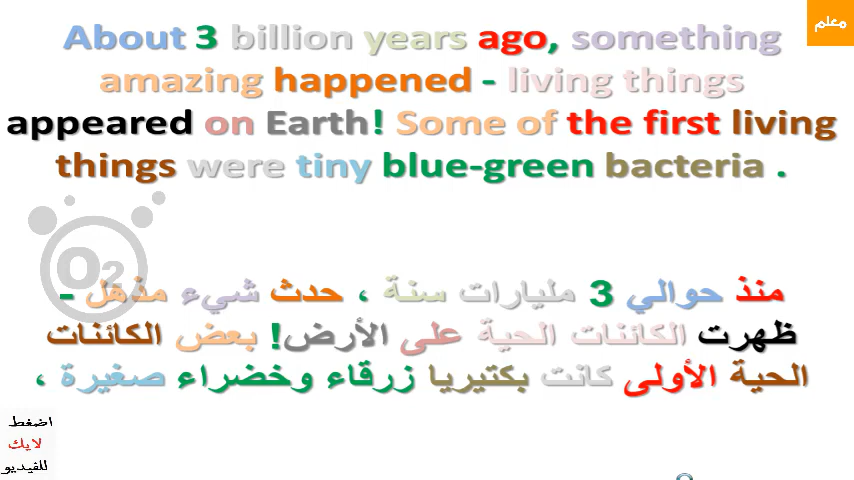 معلم
About 3 billion years ago, something
amazing happened - living things
appeared on Earth! Some of the first living
things were tiny blue-green bacteria .
O2
منذ حوالي 3 مليارات سنة ، حدث شيء مذهل -
ظهرت الكائنات الحية على الأرض! بعض الكائنات
الحية الأولى كانت بكتيريا زرقاء وخضراء صغيرة ،
اضغط
لايك
للفيديو